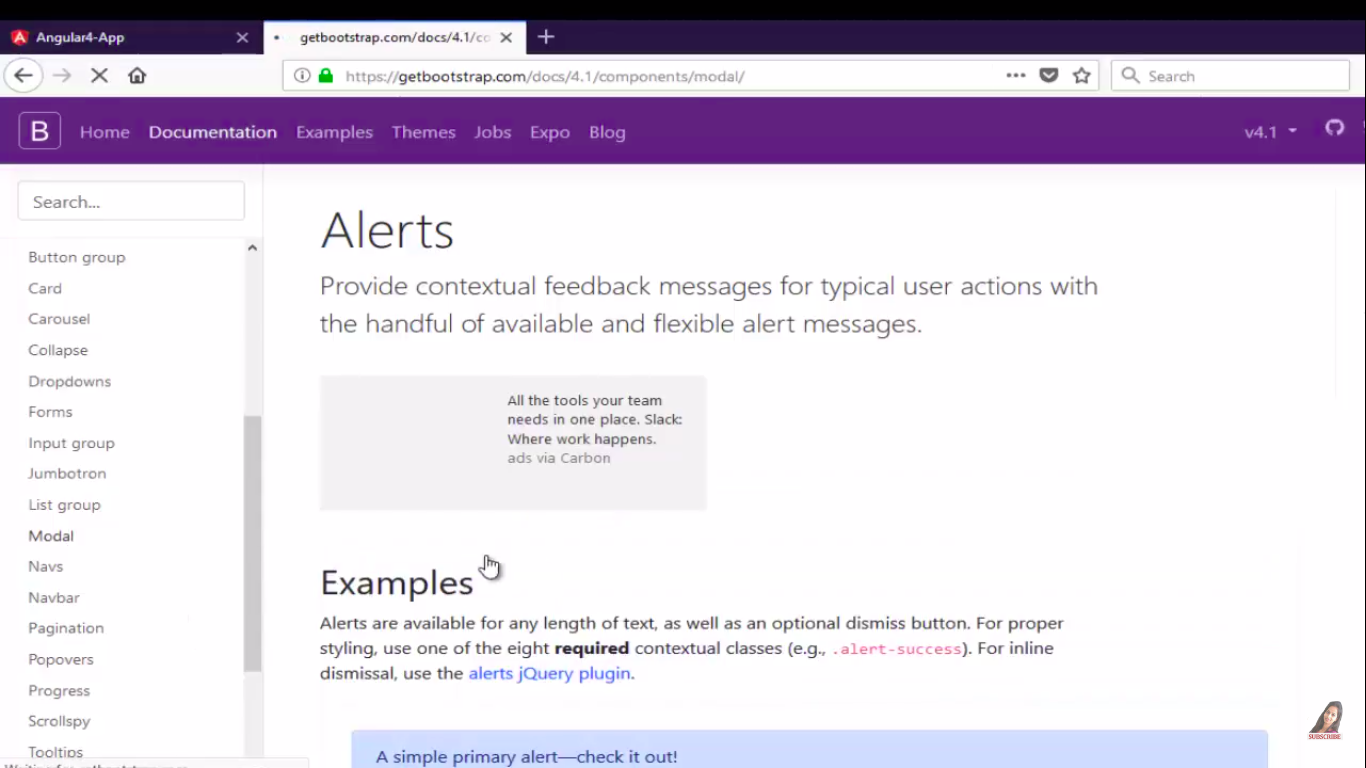 Angular4-App
getbootstrap.com/docs/4.1/co
https://getbootstrap.com/docs/4.1/components/modal/
Search
B Home Documentation Examples Themes Jobs Expo Blog v4.1
Search...
Button group
Card
Carousel
Collapse
Dropdowns
Forms
Input group
Jumbotron
List group
Modal
Navs
Navbar
Pagination
Popovers
Progress
Scrollspy
Tooltips
Alerts
Provide contextual feedback messages for typical user actions with
the handful of available and flexible alert messages.
All the tools your team
needs in one place. Slack:
Where work happens.
ads via Carbon
Examples
Alerts are available for any length of text, as well as an optional dismiss button. For proper
styling, use one of the eight required contextual classes (e.g., .alert-success). For inline
dismissal, use the alerts jQuery plugin.
A simple primary alert—check it out!
SUBSCRIBE